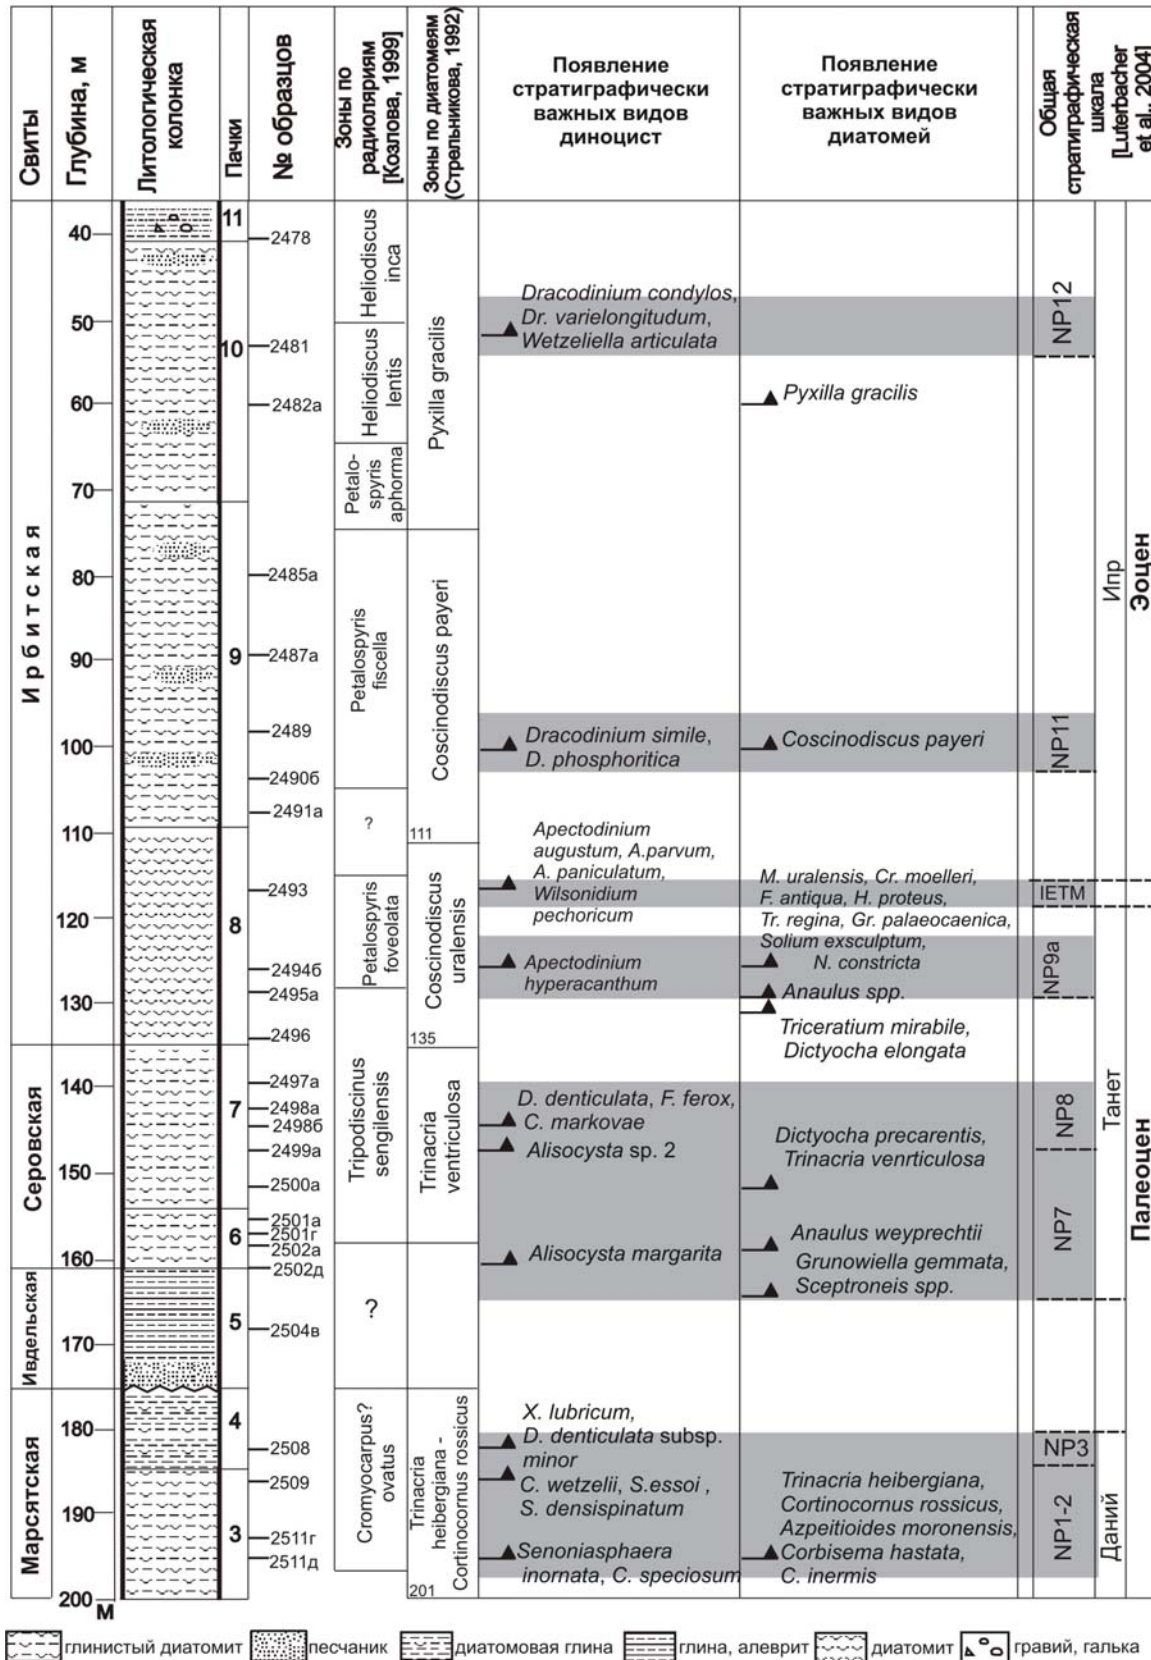 Свиты
Глубина, м
Литологическая
колонка
Пачки
№ образцов
Зоны по
радиоляриям
[Козлова, 1999]
Зоны по диатомеям
(Стрельникова, 1992)
Появление
стратиграфически
важных видов
диноцист
Появление
стратиграфически
важных видов
диатомей
Общая
стратиграфическая
шкала
[Luterbacher
et al., 2004]
Ирбитская
Серовская
Ивдельская
Марсятская
40
50
60
70
80
90
100
110
120
130
140
150
160
170
180
190
200
М
11
10
9
8
7
6
5
4
3
2478
2481
2482а
2485а
2487а
2489
2490б
2491а
2493
2494б
2495а
2496
2497а
2498а
2498б
2499а
2500а
2501а
2501г
2502а
2502д
2504в
2508
2509
2511г
2511д
Heliodiscus
inca
Heliodiscus
lentis
Petalo-
spyris
aphorma
Petalospyris
fiscella
?
Petalospyris
foveolata
Tripodiscinus
sengilensis
?
Cromyocarpus?
ovatus
Pyxilla gracilis
Coscinodiscus payeri
111
Coscinodiscus
uralensis
135
Trinacria
ventriculosa
Trinacria
heibergiana -
Cortinocornus rossicus
201
Dracodinium condylos,
Dr. varielongitudum,
Wetzeliella articulata
Dracodinium simile,
D. phosphoritica
Apectodinium
augustum, A.parvum,
A. paniculatum,
Wilsonidium
pechoricum
Apectodinium
hyperacanthum
D. denticulata, F. ferox,
C. markovae
Alisocysta sp. 2
Alisocysta margarita
X. lubricum,
D. denticulata subsp.
minor
C. wetzelii, S.essoi ,
S. densispinatum
Senoniasphaera
inornata, C. speciosum
Pyxilla gracilis
Coscinodiscus payeri
M. uralensis, Cr. moelleri,
F. antiqua, H. proteus,
Tr. regina, Gr. palaeocaenica,
Solium exsculptum,
N. constricta
Anaulus spp.
Triceratium mirabile,
Dictyocha elongata
Dictyocha precarentis,
Trinacria venrticulosa
Anaulus weyprechtii
Grunowiella gemmata,
Sceptroneis spp.
Trinacria heibergiana,
Cortinocornus rossicus,
Azpeitioides moronensis,
Corbisema hastata,
C. inermis
NP12
NP11
IETM
NP9a
NP8
NP7
NP3
NP1-2
Ипр
Танет
Даний
Эоцен
Палеоцен
глинистый диатомит
песчаник
диатомовая глина
глина, алеврит
диатомит
гравий, галька